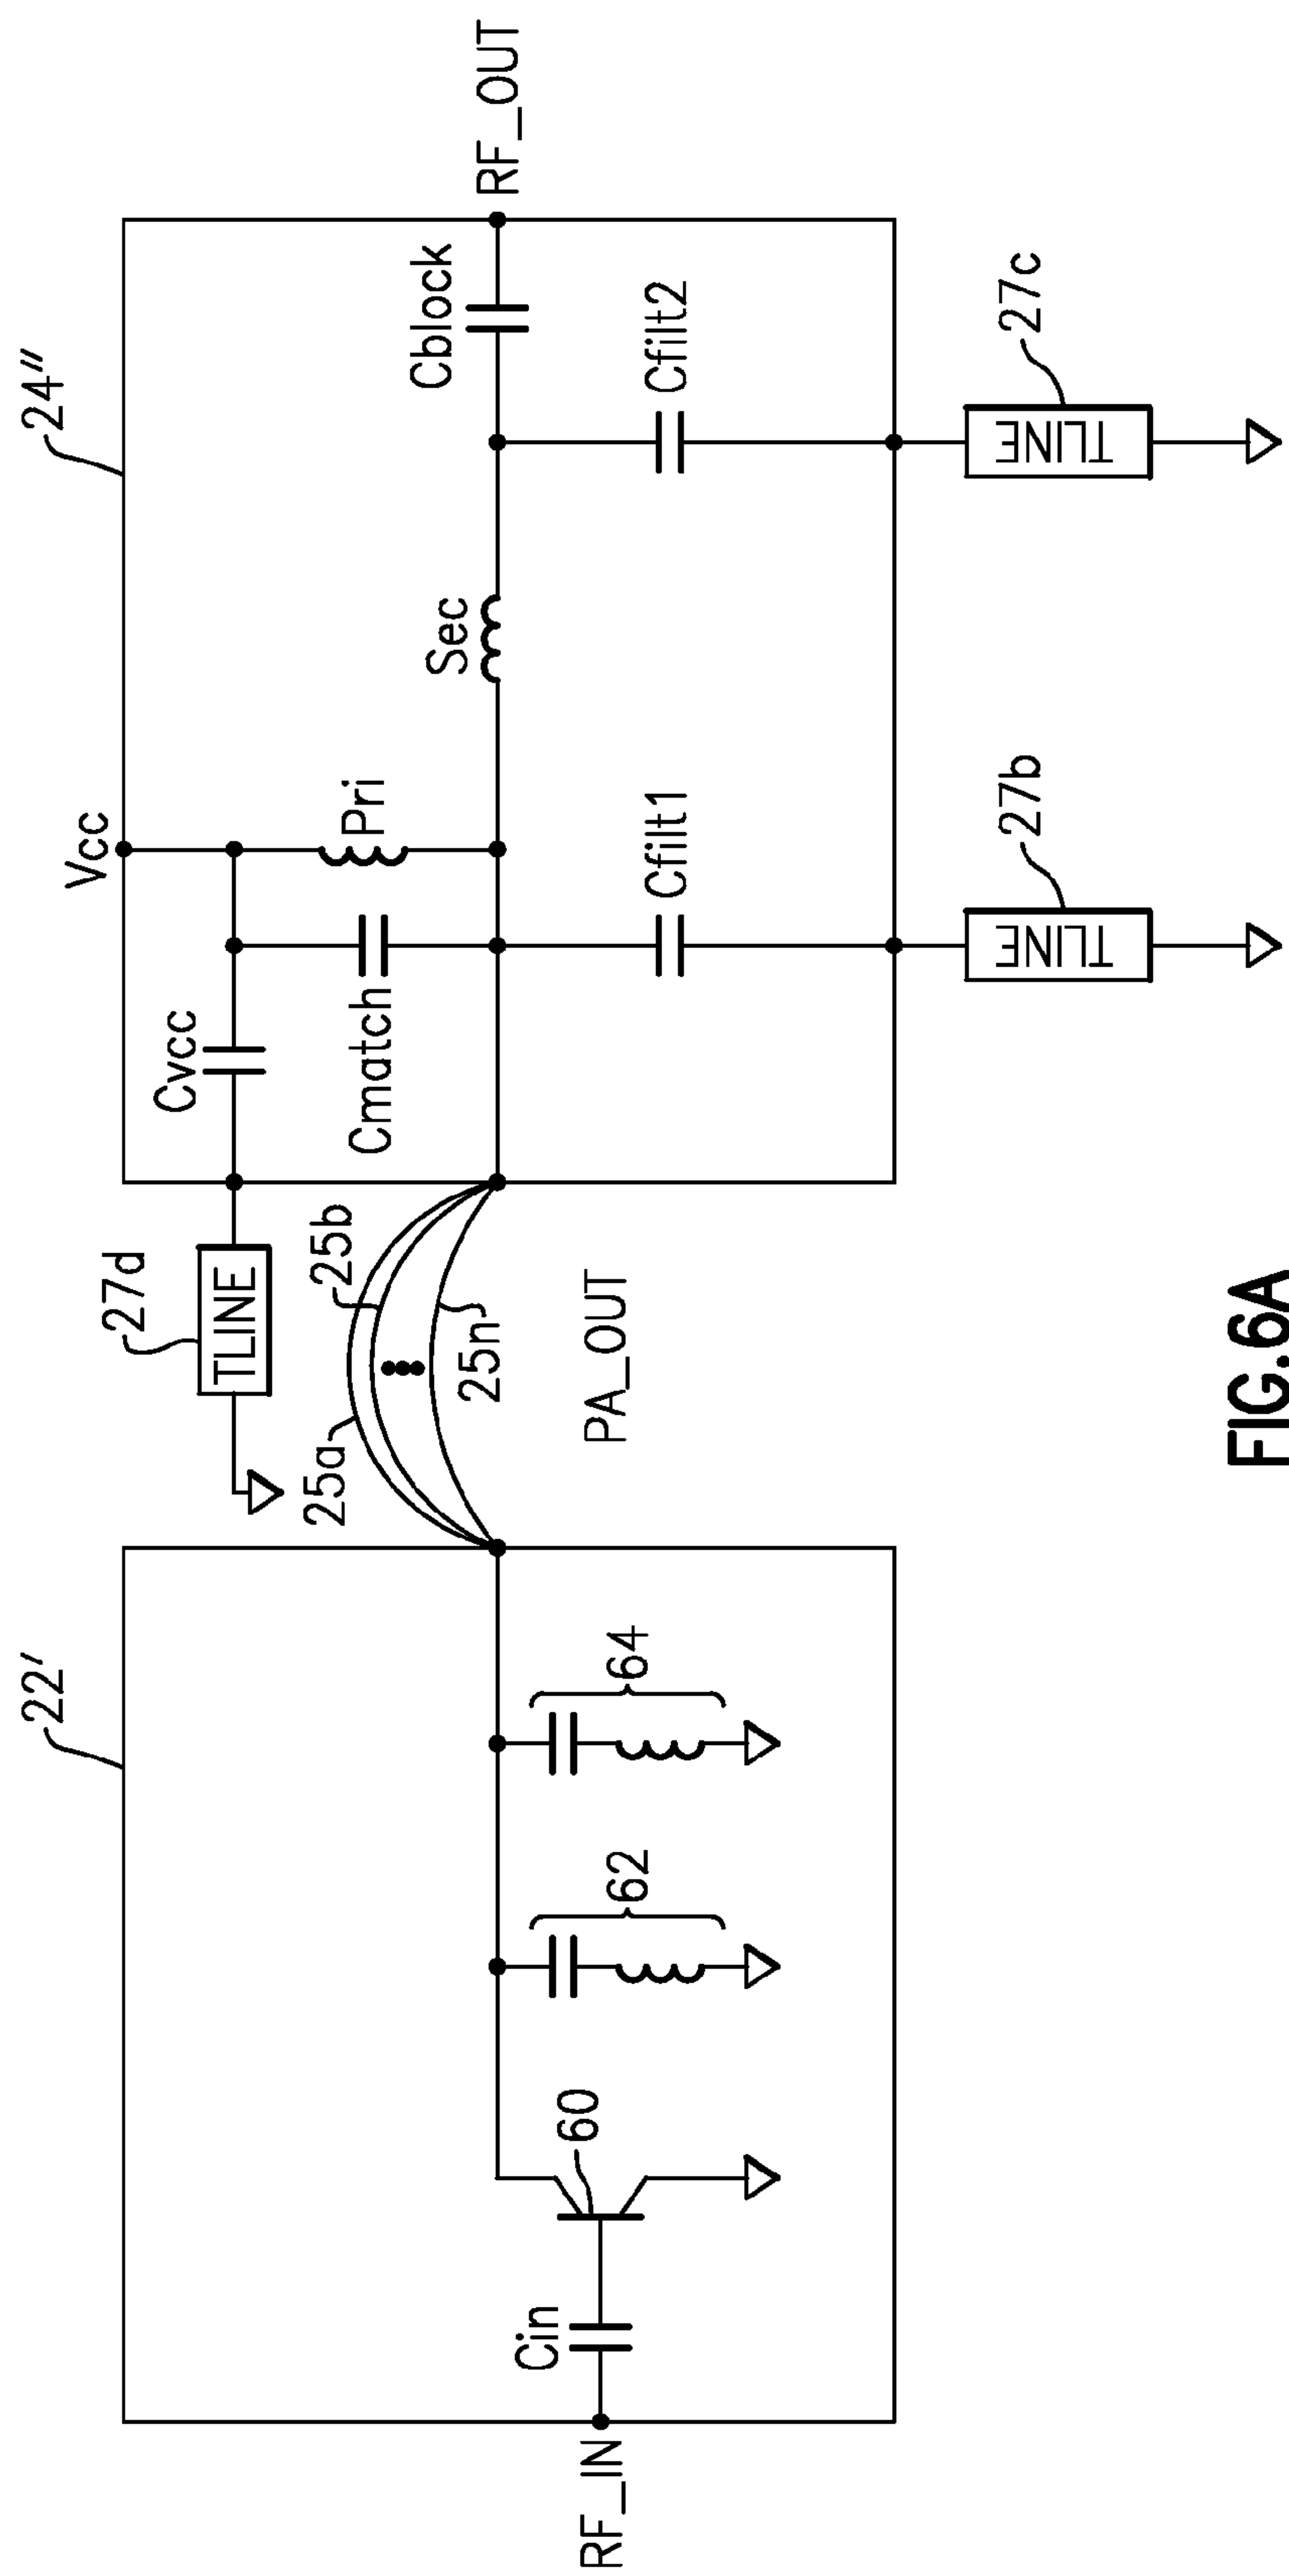 22′
24″
RF_IN
Cin
60
62
64
25a
25b
25n
PA_OUT
27d
TLINE
Vcc
Cvcc
Cmatch
Pri
Sec
Cblock
RF_OUT
Cfilt1
Cfilt2
TLINE
27b
TLINE
27c
FIG.6A